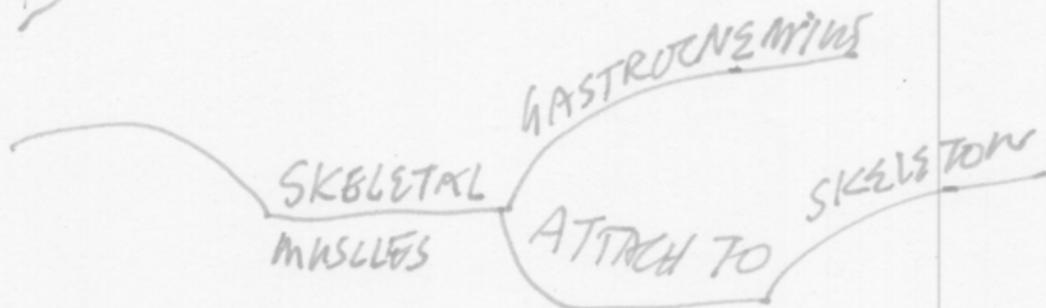 GASTROCNEMIUS
SKELETAL
MUSCLES
ATTACH TO
SKELETON